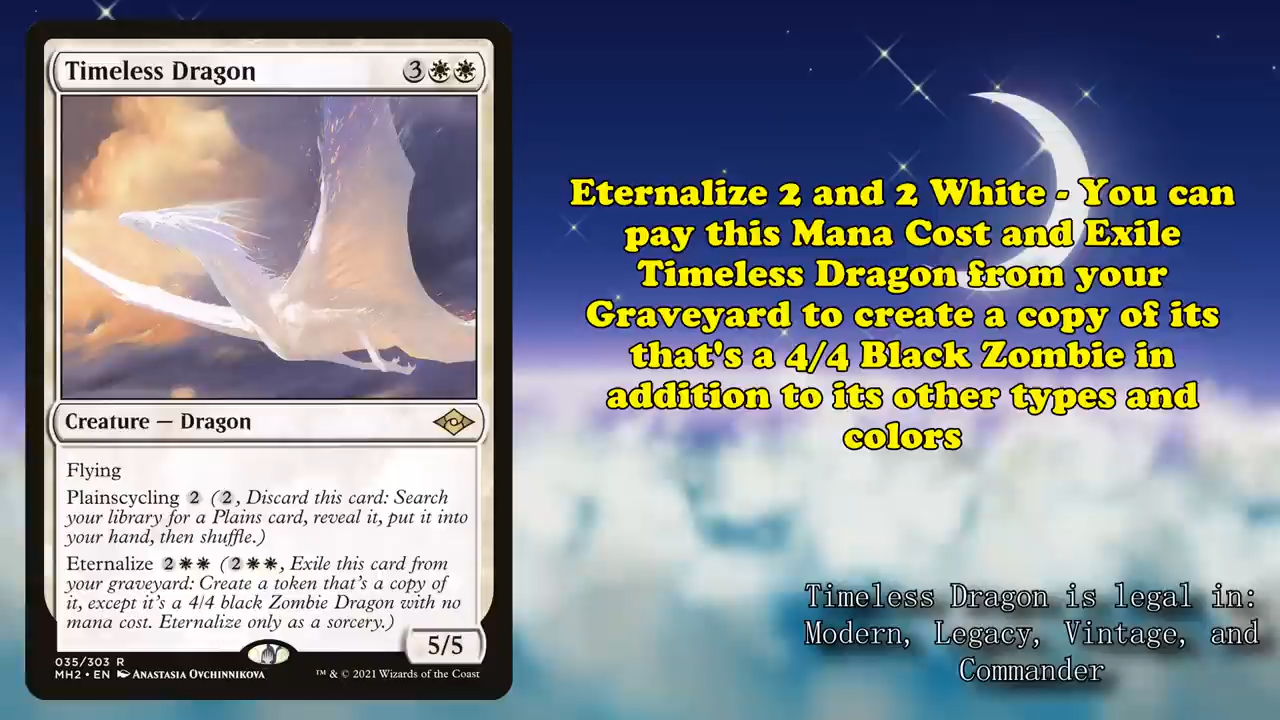 Timeless Dragon 3
Creature — Dragon
Flying
Plainscycling 2 (2, Discard this card: Search
your library for a Plains card, reveal it, put it into
your hand, then shuffle.)
Eternalize 2 (2, Exile this card from
your graveyard: Create a token that's a copy of
it, except it's a 4/4 black Zombie Dragon with no
mana cost. Eternalize only as a sorcery.)
5/5
035/303 R
MH2 • EN Anastasia Ovchinnikova
™ & © 2021 Wizards of the Coast
Eternalize 2 and 2 White - You can
pay this Mana Cost and Exile
Timeless Dragon from your
Graveyard to create a copy of its
that's a 4/4 Black Zombie in
addition to its other types and
colors
Timeless Dragon is legal in:
Modern, Legacy, Vintage, and
Commander